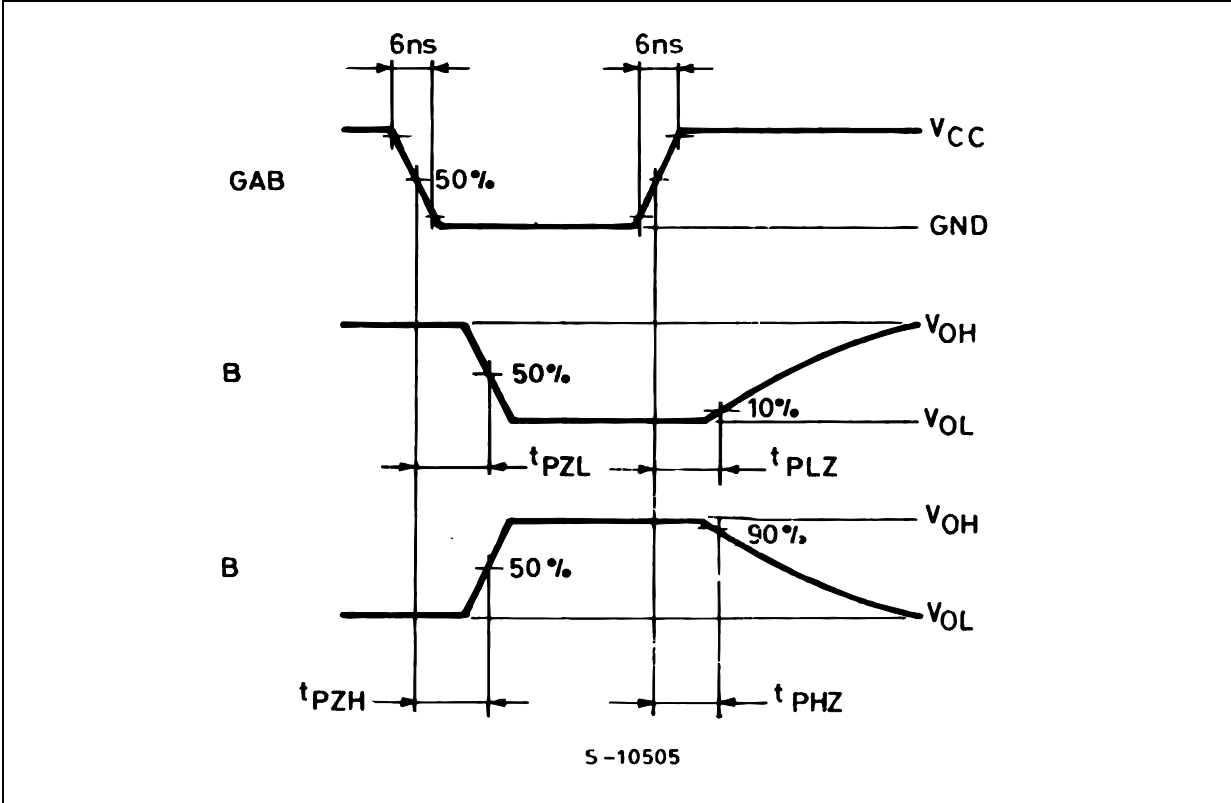 6ns 6ns
VCC
GAB 50%
GND
VOH
B 50%
10%
VOL
tPZL tPLZ
VOH
90%
B 50%
VOL
tPZH tPHZ
S-10505